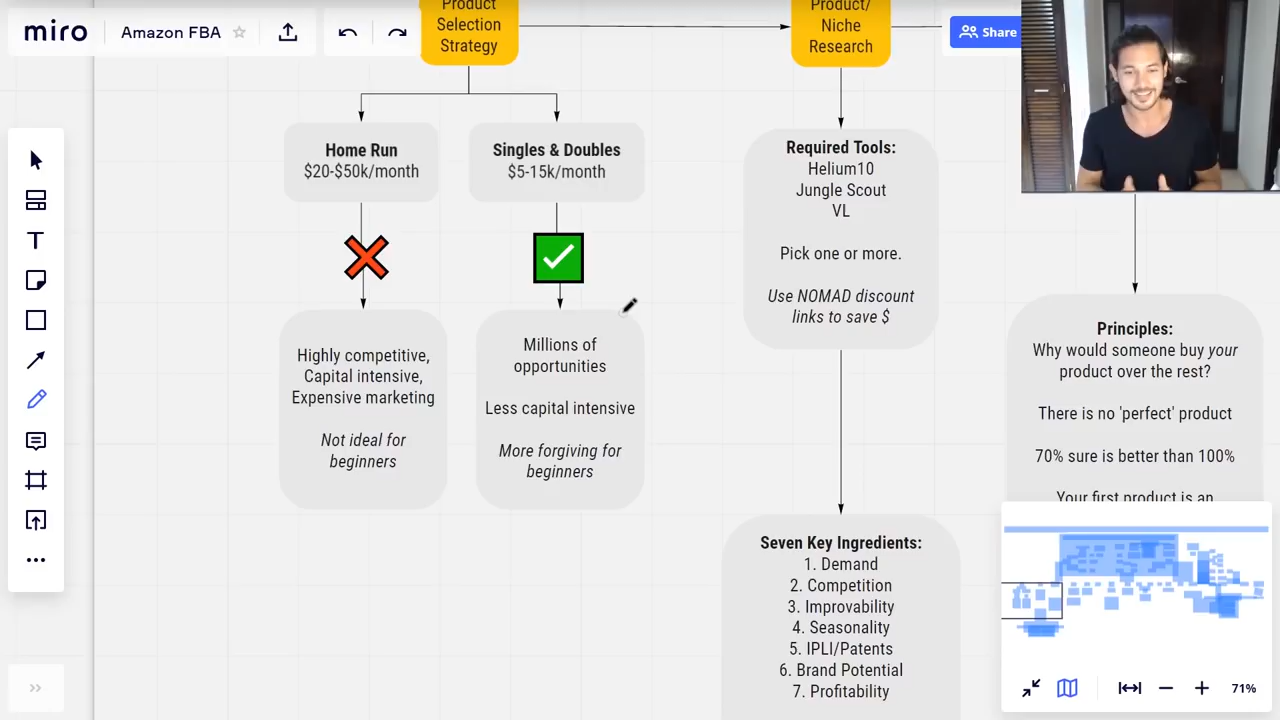 miro
Amazon FBA
Product
Selection
Strategy
Product/
Niche
Research
Share
Home Run
$20-$50k/month
Singles & Doubles
$5-15k/month
Highly competitive,
Capital intensive,
Expensive marketing
Not ideal for
beginners
Millions of
opportunities
Less capital intensive
More forgiving for
beginners
Required Tools:
Helium10
Jungle Scout
VL
Pick one or more.
Use NOMAD discount
links to save $
Seven Key Ingredients:
1. Demand
2. Competition
3. Improvability
4. Seasonality
5. IPLI/Patents
6. Brand Potential
7. Profitability
Principles:
Why would someone buy your
product over the rest?
There is no 'perfect' product
70% sure is better than 100%
Your first product is an
71%